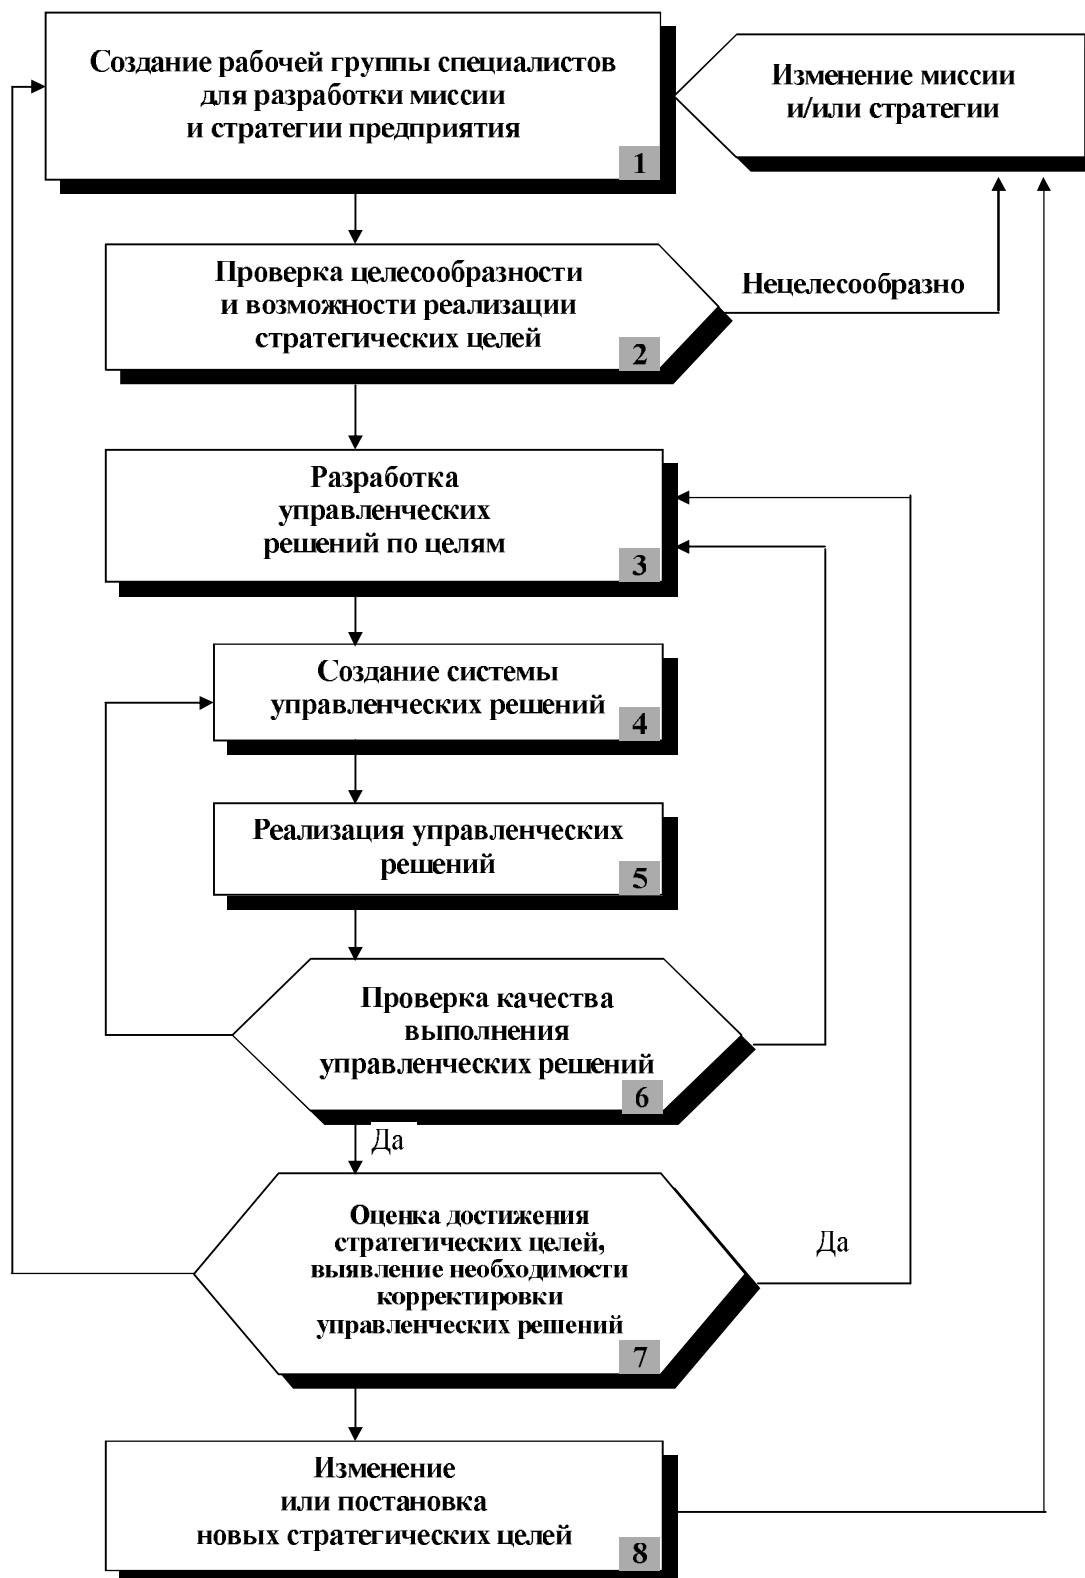 Создание рабочей группы специалистов
для разработки миссии
и стратегии предприятия
1
Изменение миссии
и/или стратегии
Проверка целесообразности
и возможности реализации
стратегических целей
2
Нецелесообразно
Разработка
управленческих
решений по целям
3
Создание системы
управленческих решений
4
Реализация управленческих
решений
5
Проверка качества
выполнения
управленческих решений
6
Да
Оценка достижения
стратегических целей,
выявление необходимости
корректировки
управленческих решений
7
Да
Изменение
или постановка
новых стратегических целей
8